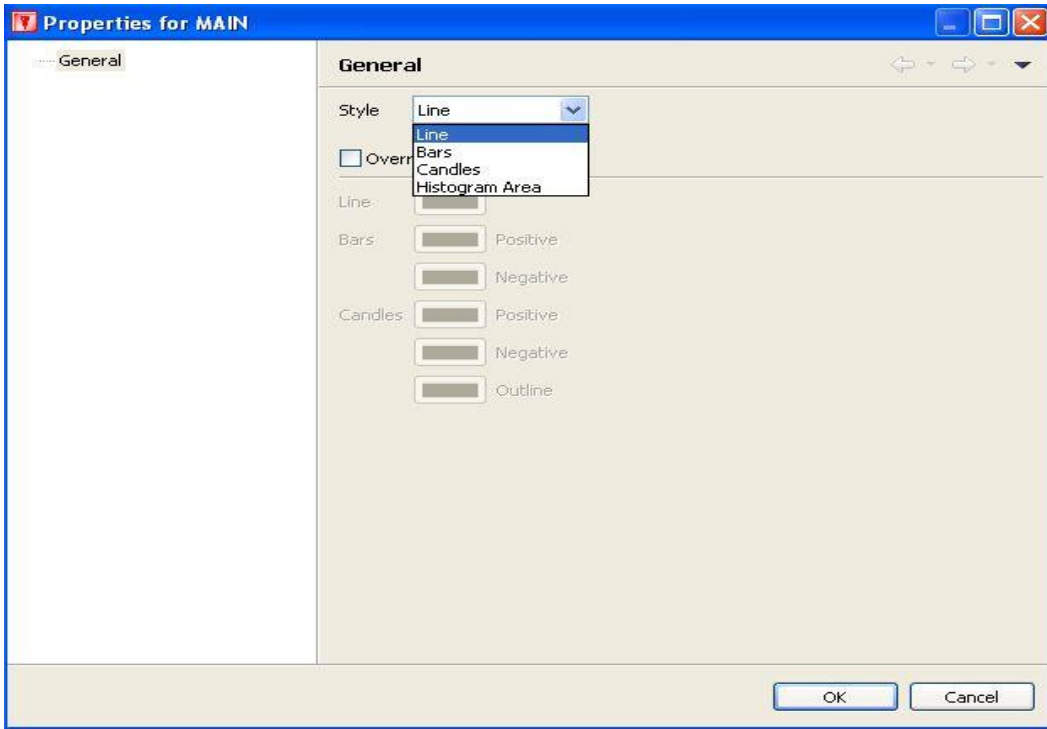 Properties for MAIN
General
General
Style Line
Line
Bars
Candles
Histogram Area
Line
Bars Positive
Negative
Candles Positive
Negative
Outline
OK Cancel